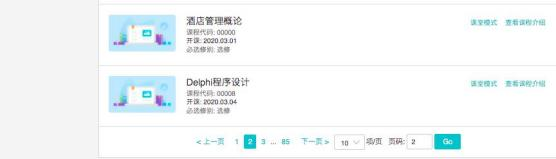 酒店管理概论
课堂模式 查看课程介绍
课程代码: 00000
开课: 2020.03.01
必选修别: 选修
Delphi程序设计
课堂模式 查看课程介绍
课程代码: 00008
开课: 2020.03.04
必选修别: 选修
< 上一页 1 2 3 ... 85 下一页 > 10 项/页 页码: 2 Go